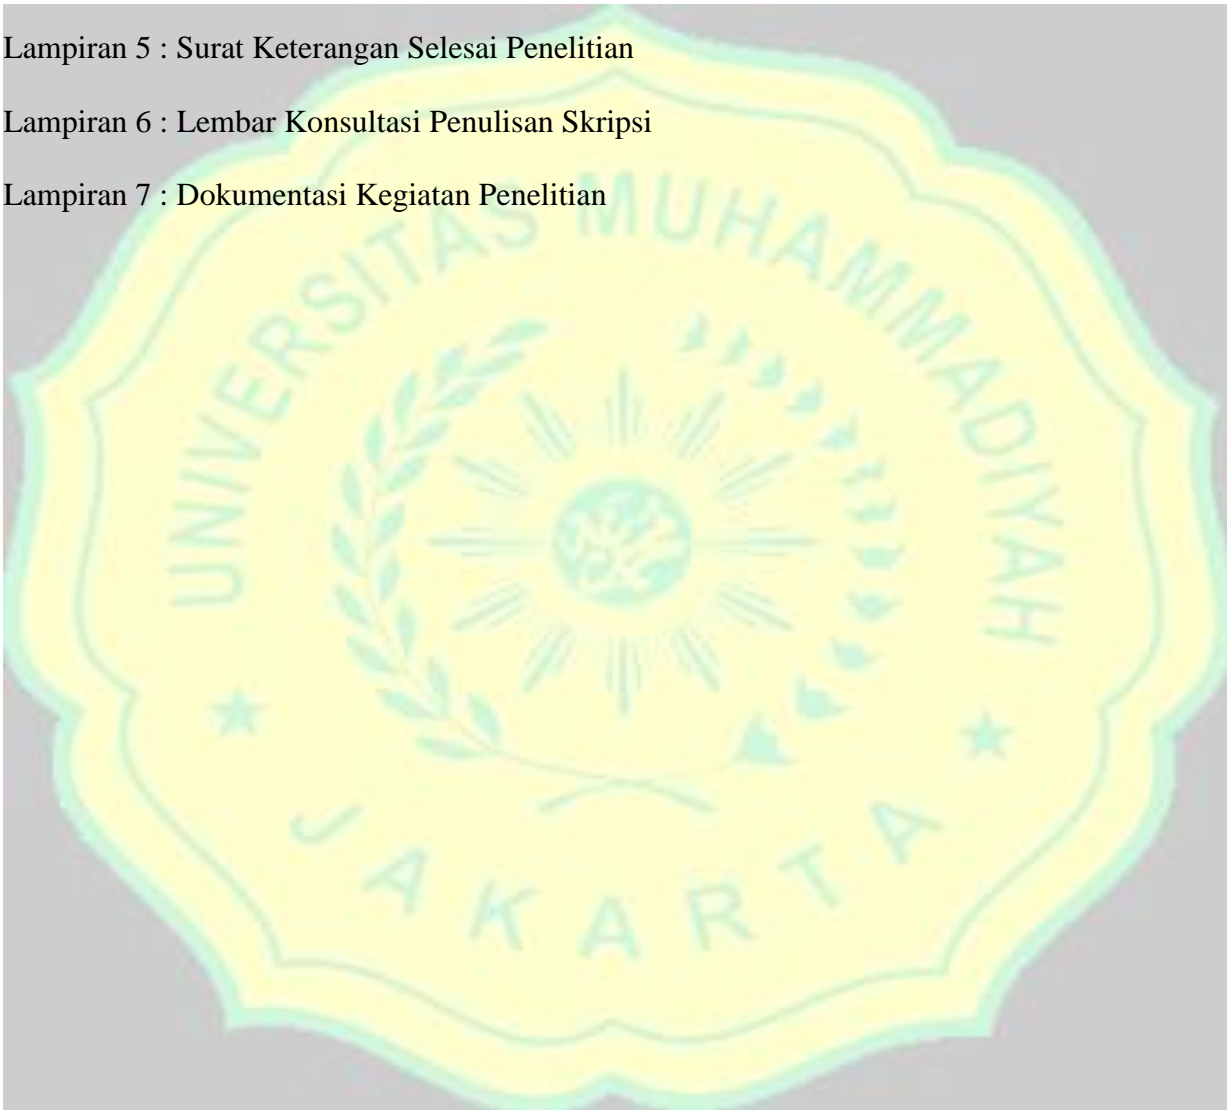 Lampiran 5 : Surat Keterangan Selesai Penelitian
Lampiran 6 : Lembar Konsultasi Penulisan Skripsi
Lampiran 7 : Dokumentasi Kegiatan Penelitian
UNIVERSITAS MUHAMMADIYAH
JAKARTA